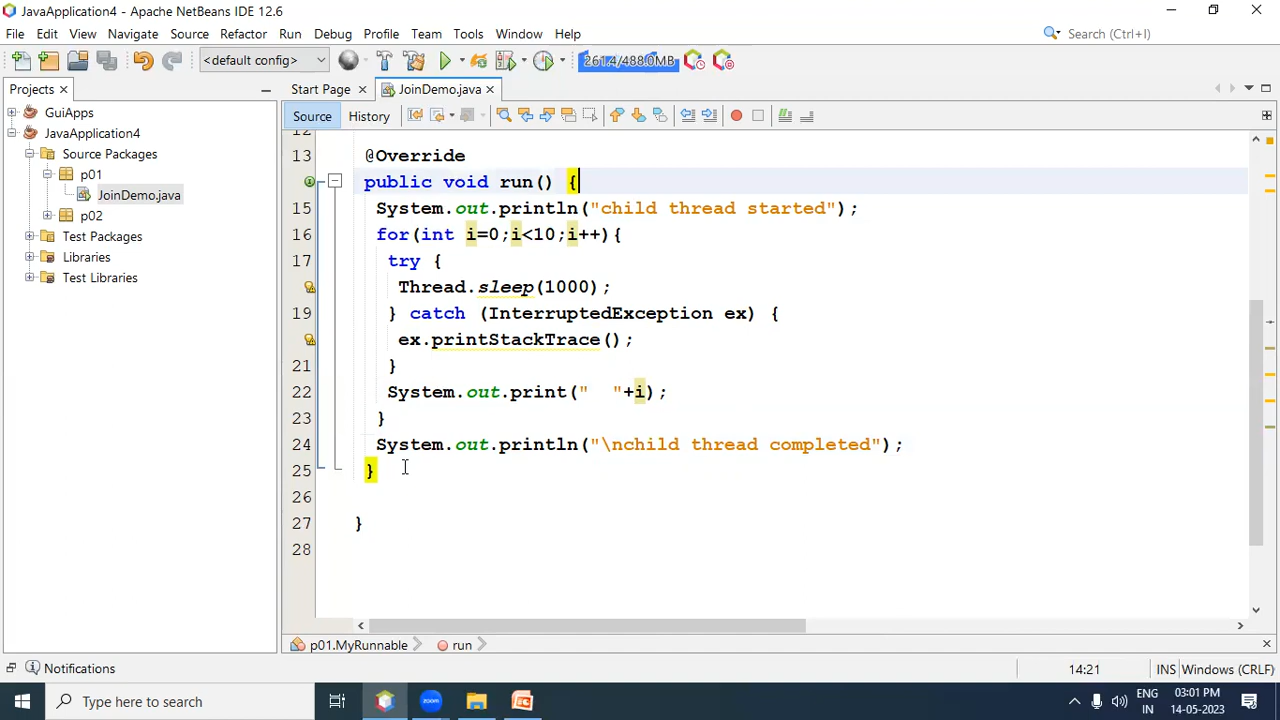 JavaApplication4 - Apache NetBeans IDE 12.6
File Edit View Navigate Source Refactor Run Debug Profile Team Tools Window Help
Search (Ctrl+I)
<default config>
261.4/488.0MB
Projects
Start Page
JoinDemo.java
GuiApps
JavaApplication4
Source Packages
p01
JoinDemo.java
p02
Test Packages
Libraries
Test Libraries
Source History
12
13 @Override
public void run() {
15 System.out.println("child thread started");
16 for(int i=0;i<10;i++){
17 try {
Thread.sleep(1000);
19 } catch (InterruptedException ex) {
ex.printStackTrace();
21 }
22 System.out.print("  "+i);
23 }
24 System.out.println("\nchild thread completed");
25 }
26
27 }
28
p01.MyRunnable run
Notifications
14:21
INS Windows (CRLF)
Type here to search
zoom
ENG
IN
03:01 PM
14-05-2023